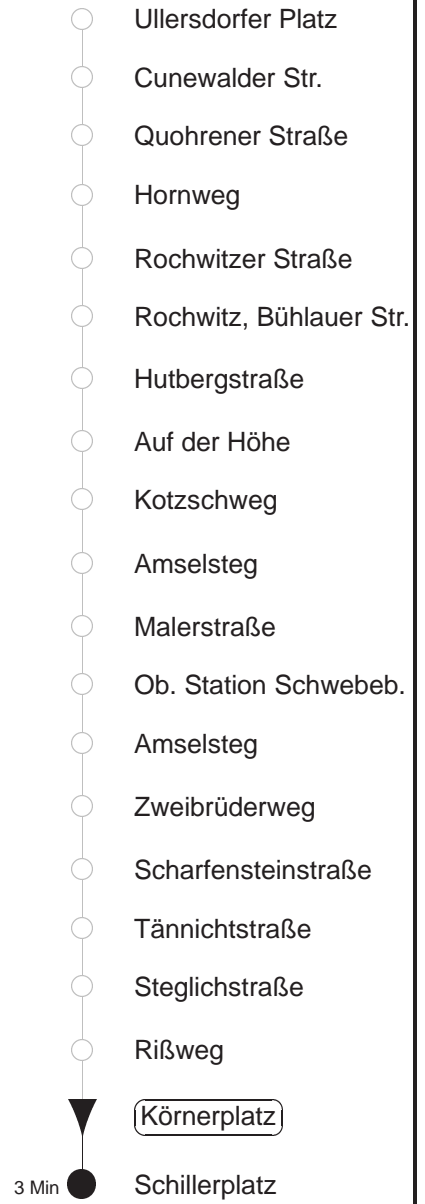 Ullersdorfer Platz
Cunewalder Str.
Quohrener Straße
Hornweg
Rochwitzer Straße
Rochwitz, Bühlauer Str.
Hutbergstraße
Auf der Höhe
Kotzschweg
Amselsteg
Malerstraße
Ob. Station Schwebeb.
Amselsteg
Zweibrüderweg
Scharfensteinstraße
Tännichtstraße
Steglichstraße
Rißweg
Körnerplatz
3 Min Schillerplatz